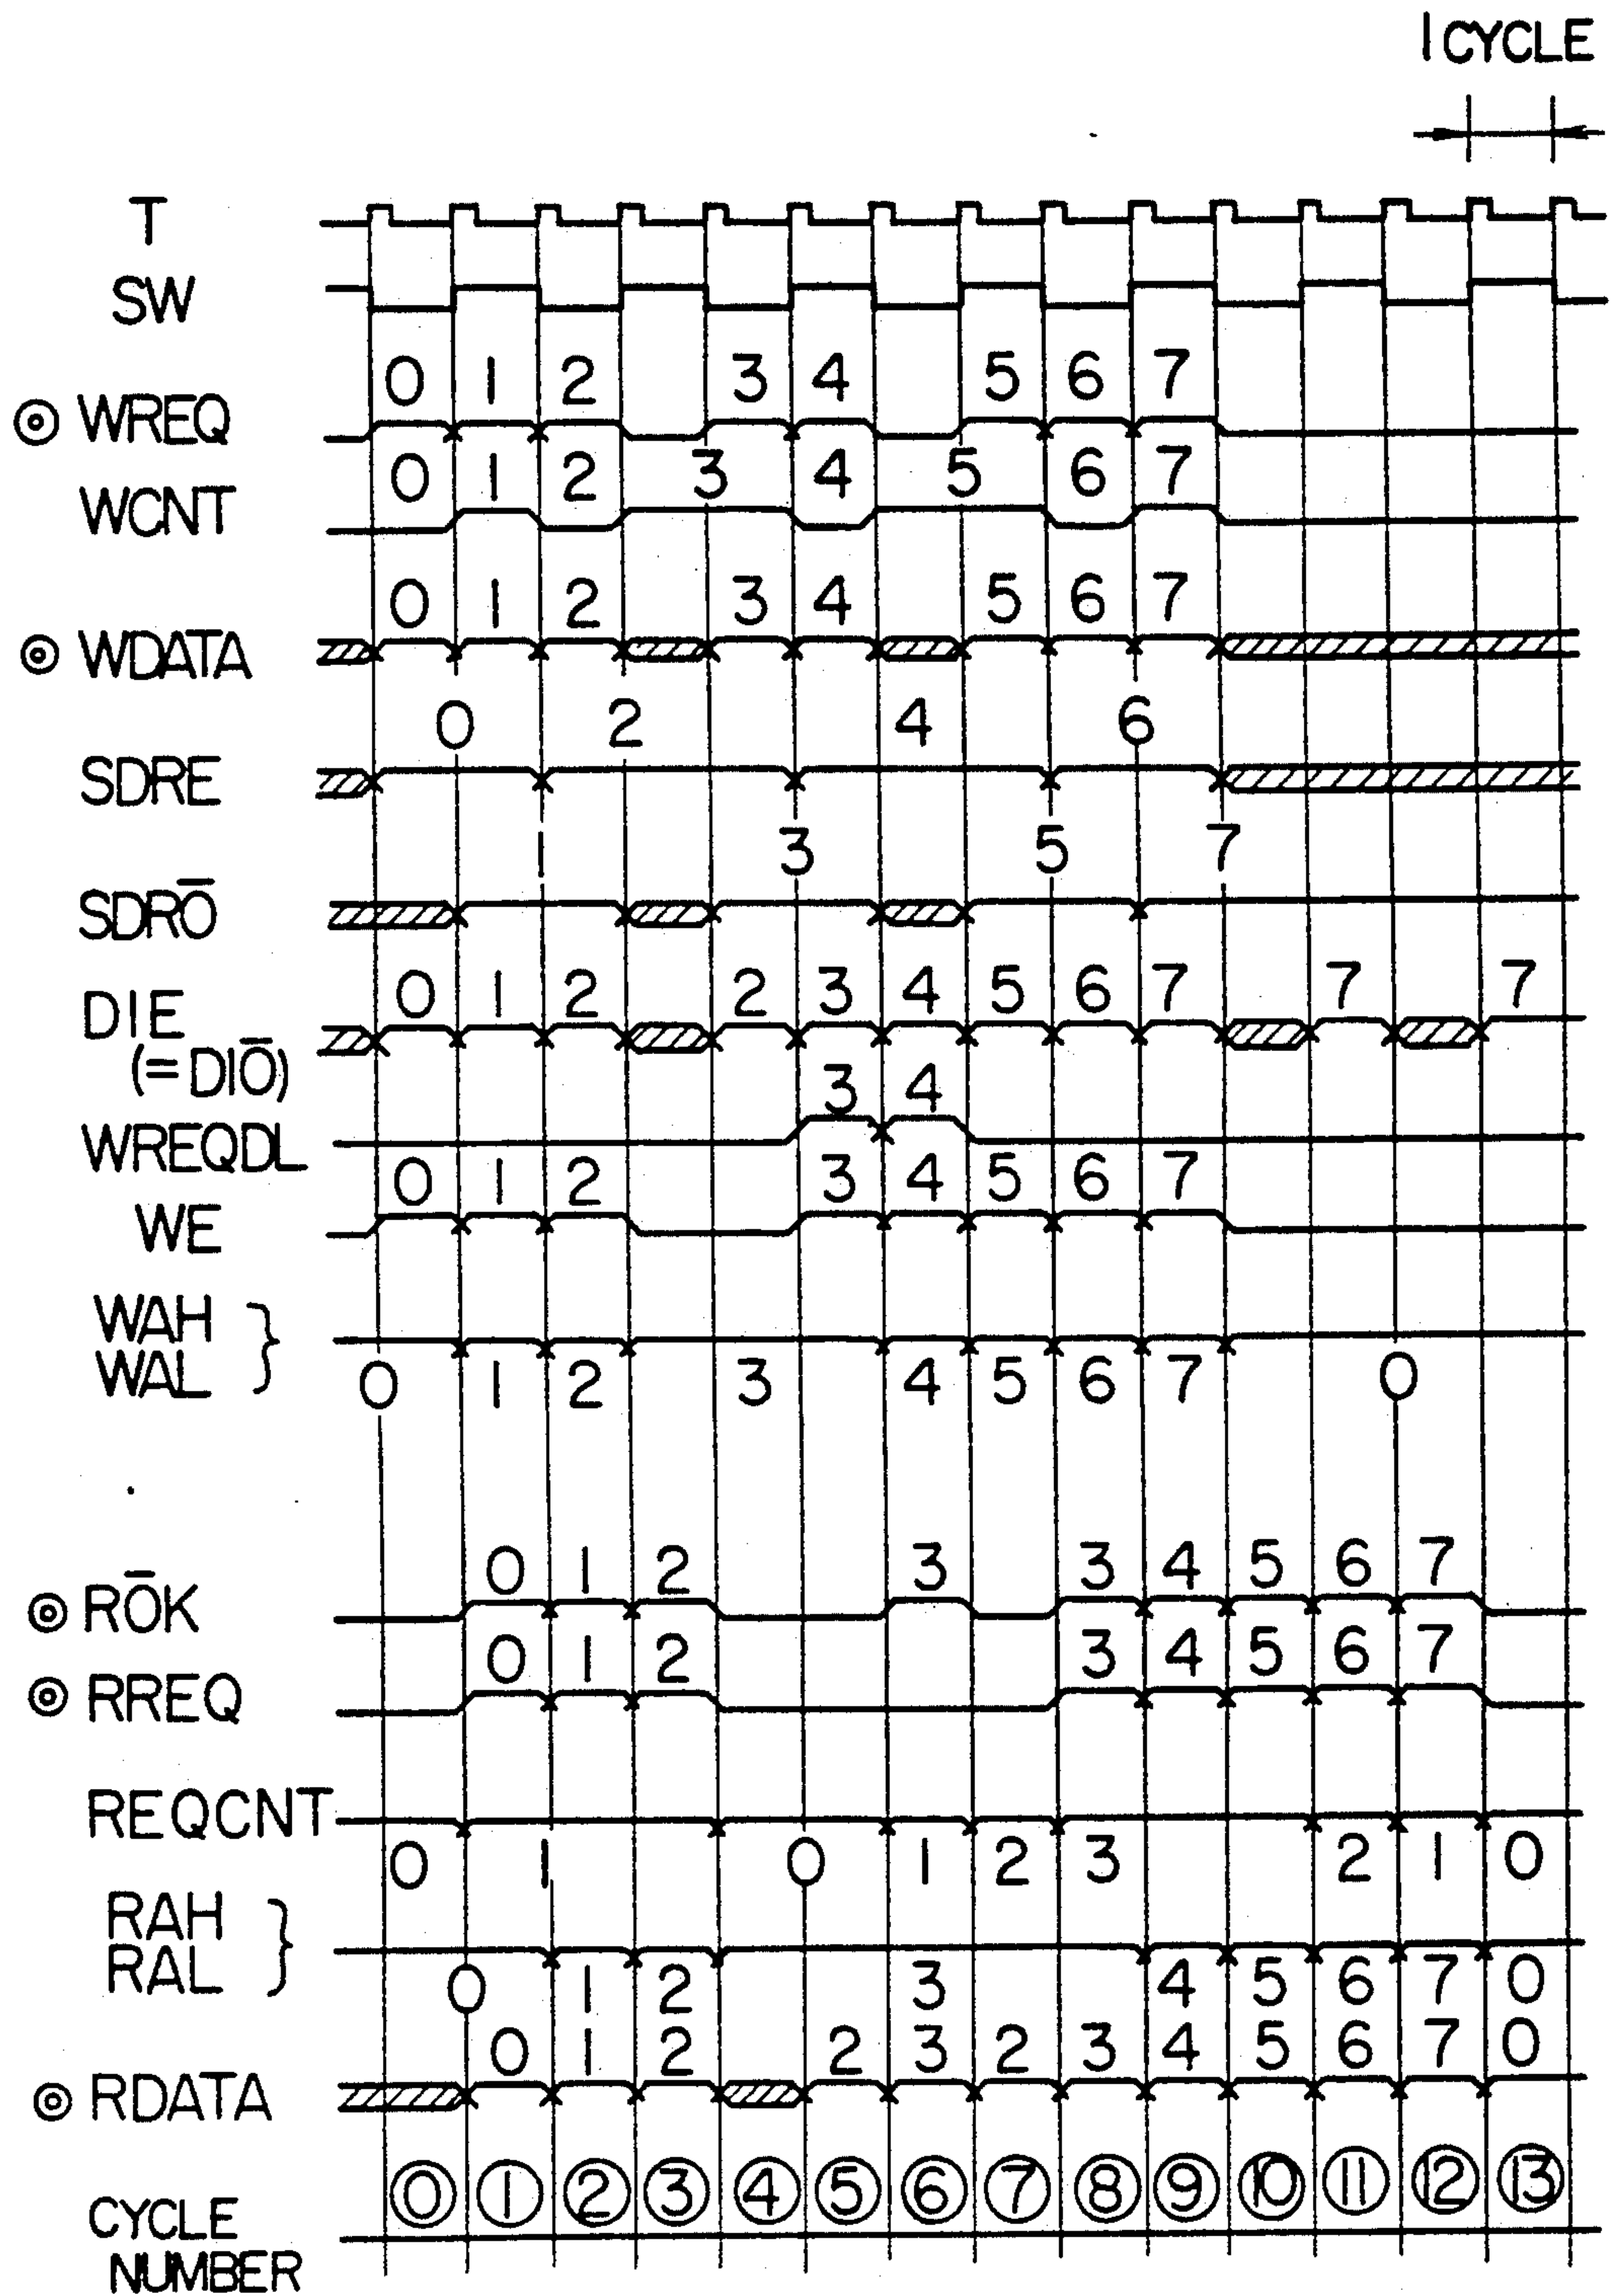 1 CYCLE
T
SW
0 1 2 3 4 5 6 7
◎ WREQ
0 1 2 3 4 5 6 7
WCNT
0 1 2 3 4 5 6 7
◎ WDATA
0 2 4 6
SDRE
1 3 5 7
SDRŌ
0 1 2 2 3 4 5 6 7 7 7
DIE
(=DIŌ)
3 4
WREQDL
0 1 2 3 4 5 6 7
WE
WAH
WAL }
0 1 2 3 4 5 6 7 0
0 1 2 3 3 4 5 6 7
◎ RŌK
0 1 2 3 4 5 6 7
◎ RREQ
REQCNT
0 1 0 1 2 3 2 1 0
RAH
RAL }
0 1 2 3 4 5 6 7 0
0 1 2 2 3 2 3 4 5 6 7 0
◎ RDATA
⓪ ① ② ③ ④ ⑤ ⑥ ⑦ ⑧ ⑨ ⑩ ⑪ ⑫ ⑬
CYCLE
NUMBER